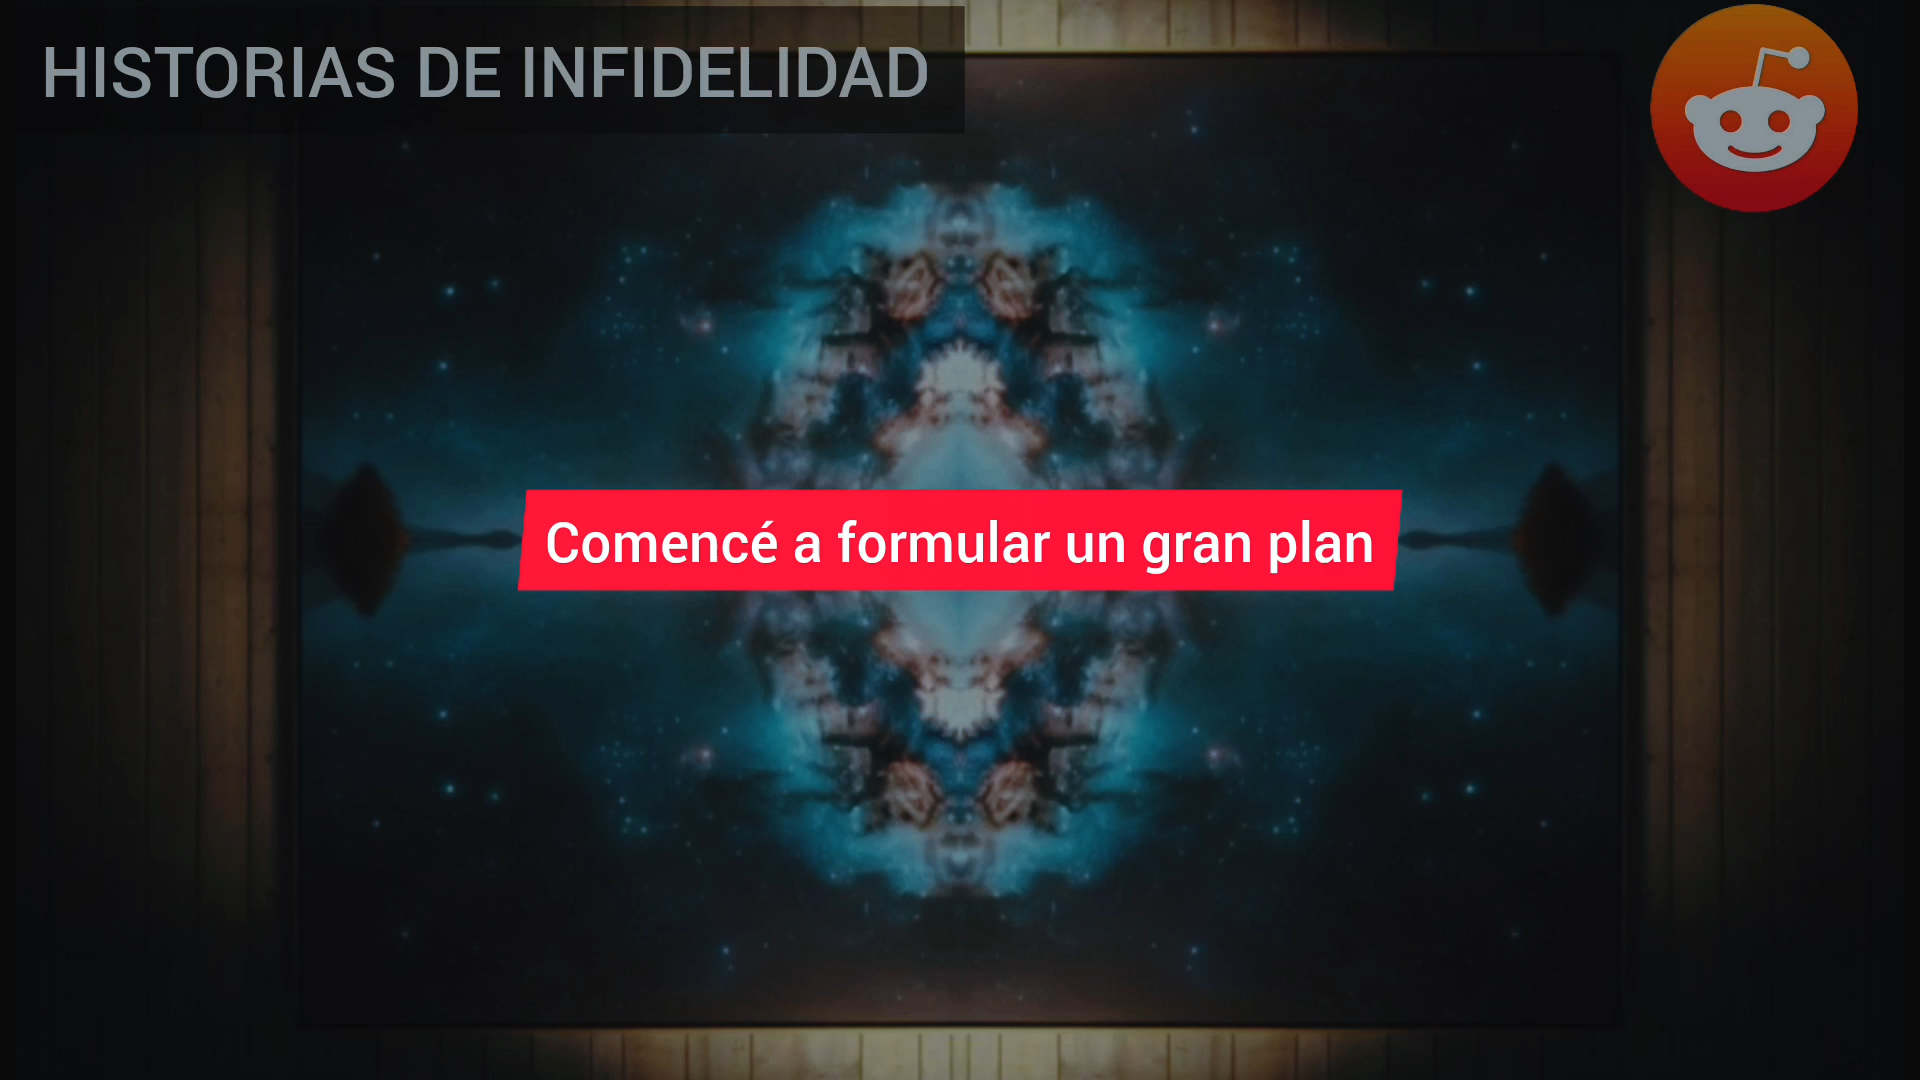 HISTORIAS DE INFIDELIDAD
Comencé a formular un gran plan